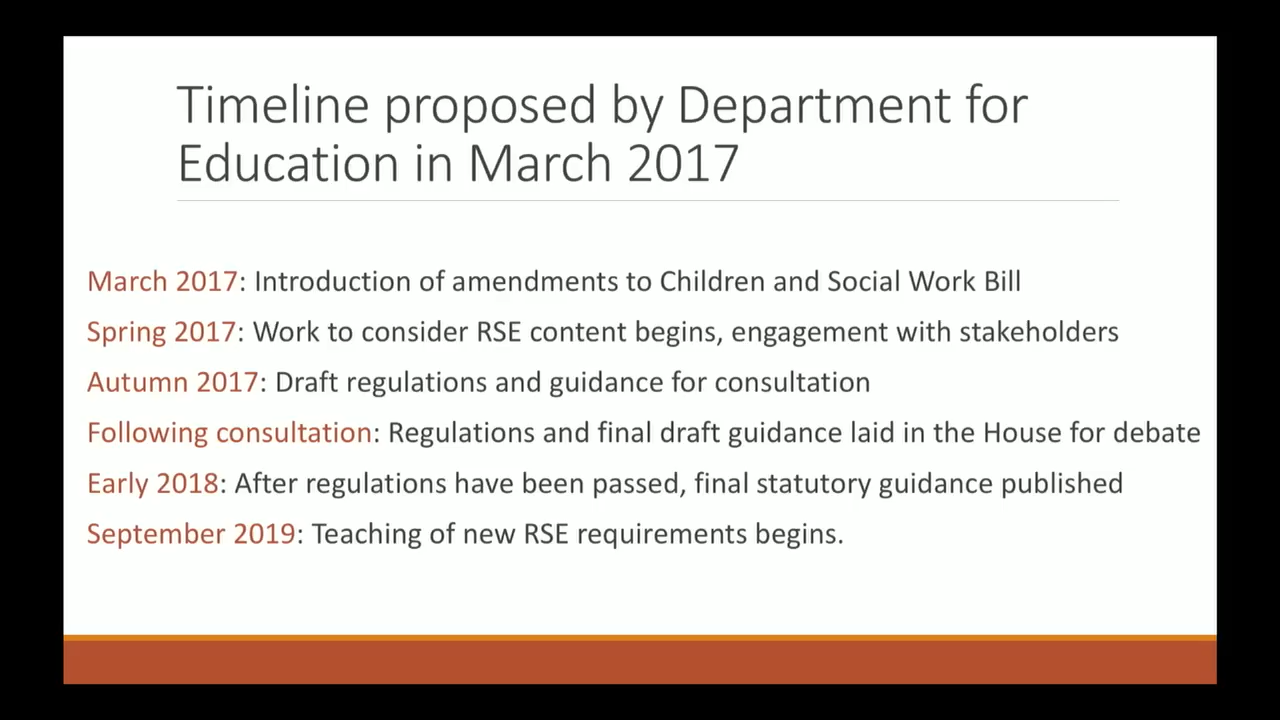 Timeline proposed by Department for
Education in March 2017
March 2017: Introduction of amendments to Children and Social Work Bill
Spring 2017: Work to consider RSE content begins, engagement with stakeholders
Autumn 2017: Draft regulations and guidance for consultation
Following consultation: Regulations and final draft guidance laid in the House for debate
Early 2018: After regulations have been passed, final statutory guidance published
September 2019: Teaching of new RSE requirements begins.